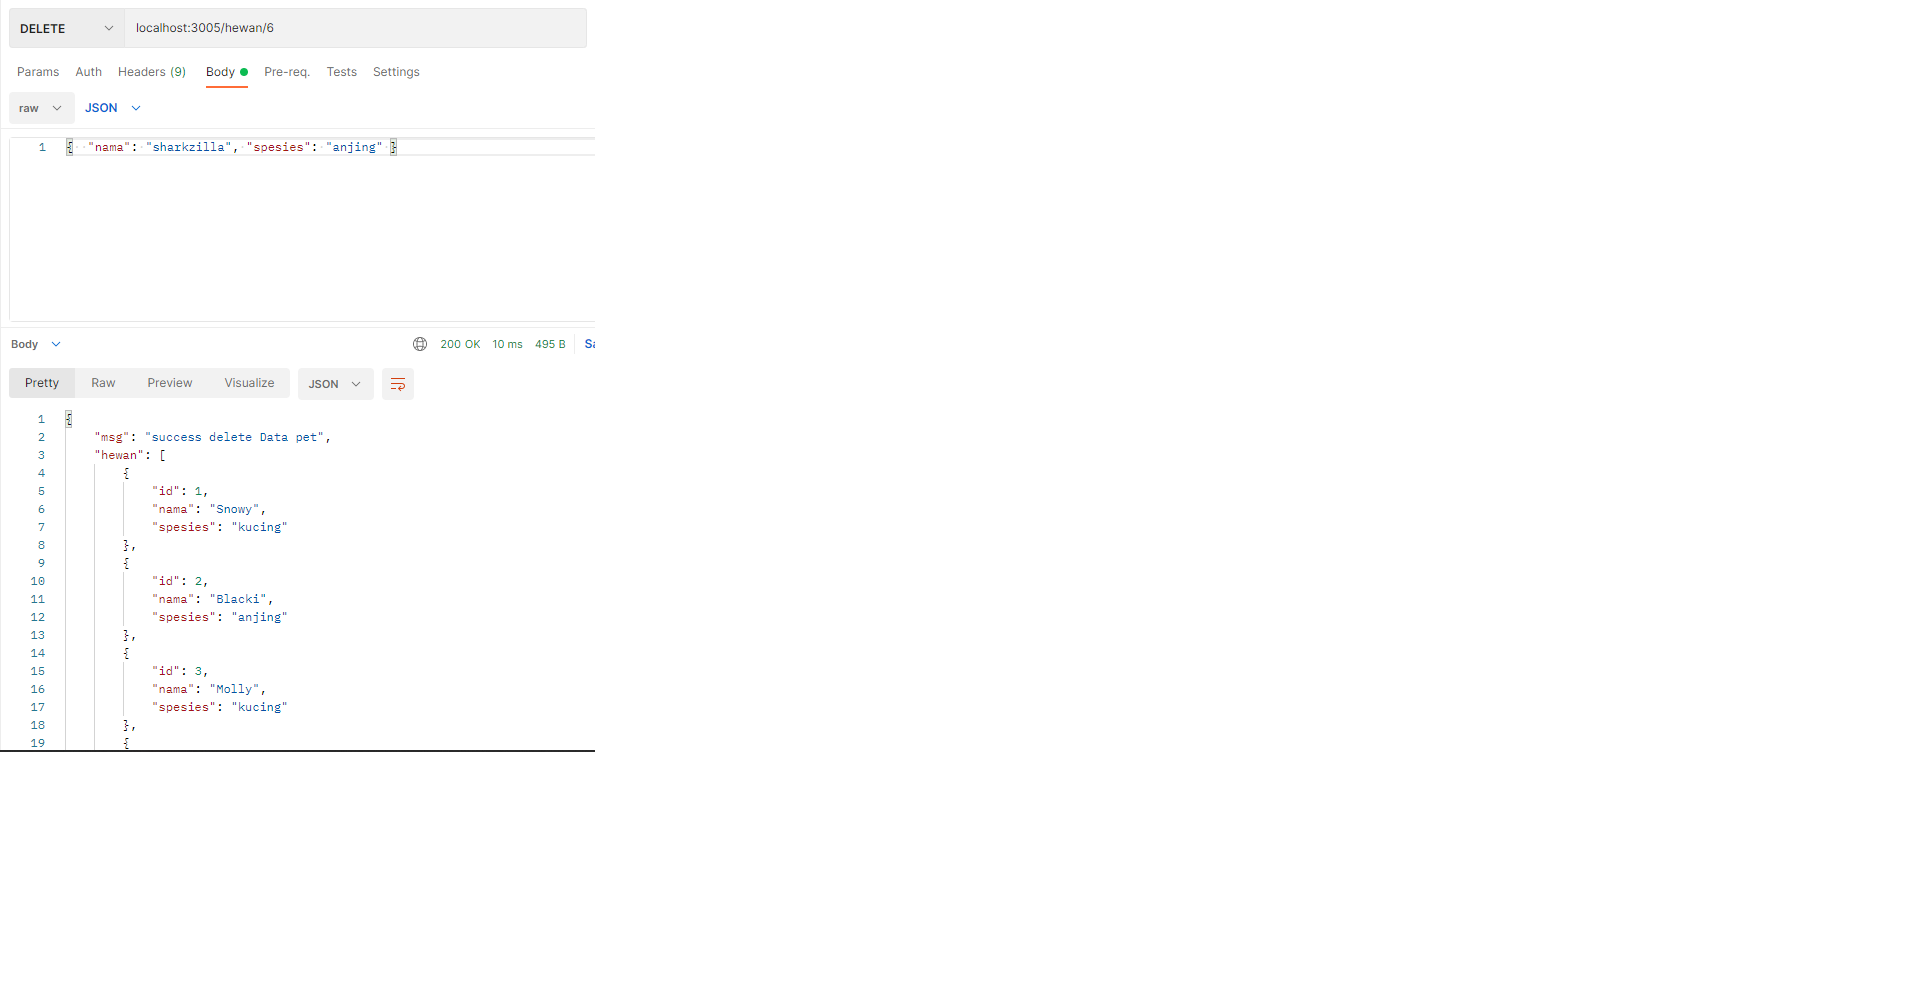 DELETE localhost:3005/hewan/6
Params Auth Headers (9) Body Pre-req. Tests Settings
raw JSON
1 { "nama": "sharkzilla", "spesies": "anjing" }
Body 200 OK 10 ms 495 B Sa
Pretty Raw Preview Visualize JSON
1 {
2 "msg": "success delete Data pet",
3 "hewan": [
4 {
5 "id": 1,
6 "nama": "Snowy",
7 "spesies": "kucing"
8 },
9 {
10 "id": 2,
11 "nama": "Blacki",
12 "spesies": "anjing"
13 },
14 {
15 "id": 3,
16 "nama": "Molly",
17 "spesies": "kucing"
18 },
19 {